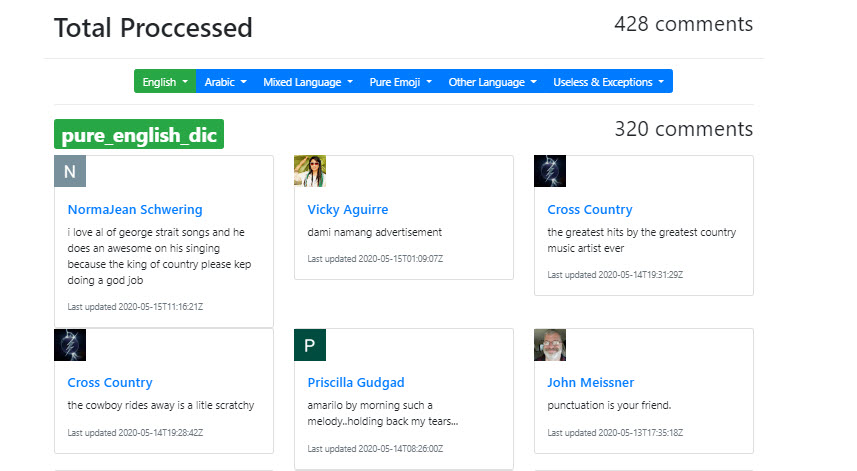 Total Proccessed
428 comments
English
Arabic
Mixed Language
Pure Emoji
Other Language
Useless & Exceptions
pure_english_dic
320 comments
N
NormaJean Schwering
i love al of george strait songs and he
does an awesome on his singing
because the king of country please kep
doing a god job
Last updated 2020-05-15T11:16:21Z
Vicky Aguirre
dami namang advertisement
Last updated 2020-05-15T01:09:07Z
Cross Country
the greatest hits by the greatest country
music artist ever
Last updated 2020-05-14T19:31:29Z
Cross Country
the cowboy rides away is a litle scratchy
Last updated 2020-05-14T19:28:42Z
P
Priscilla Gudgad
amarilo by morning such a
melody..holding back my tears...
Last updated 2020-05-14T08:26:00Z
John Meissner
punctuation is your friend.
Last updated 2020-05-13T17:35:18Z